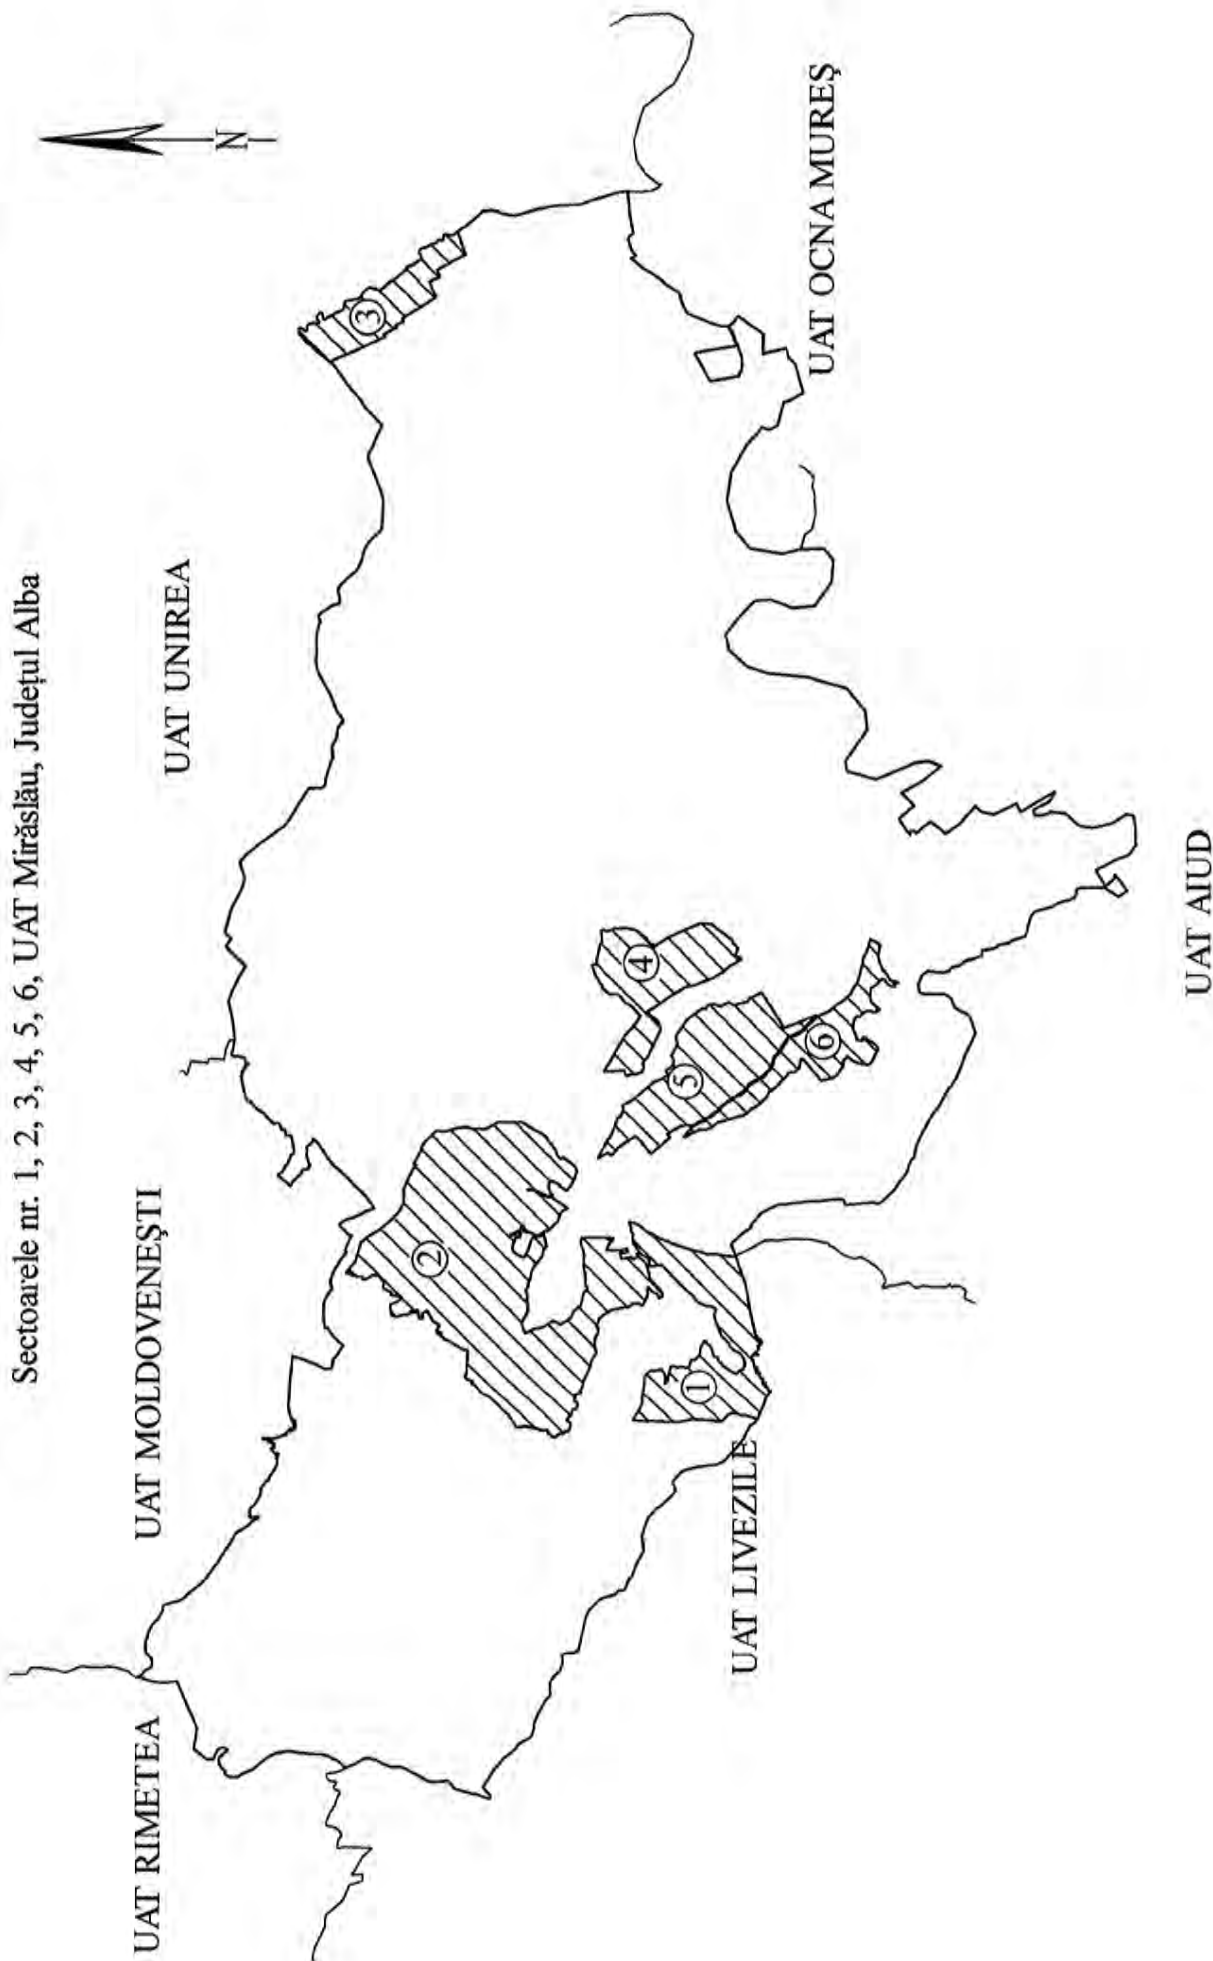 Sectoarele nr. 1, 2, 3, 4, 5, 6, UAT Mirăslău, Județul Alba
N
UAT RIMETEA
UAT MOLDOVENEȘTI
UAT UNIREA
3
2
4
5
1
6
UAT LIVEZILE
UAT OCNA MUREȘ
UAT AIUD